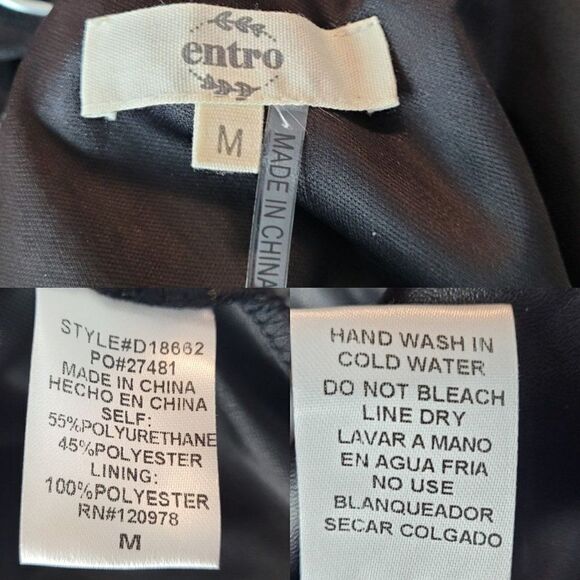 entro
M
MADE IN CHINA
STYLE#D18662
PO#27481
MADE IN CHINA
HECHO EN CHINA
SELF:
55%POLYURETHANE
45%POLYESTER
LINING:
100%POLYESTER
RN#120978
M
HAND WASH IN
COLD WATER
DO NOT BLEACH
LINE DRY
LAVAR A MANO
EN AGUA FRIA
NO USE
BLANQUEADOR
SECAR COLGADO